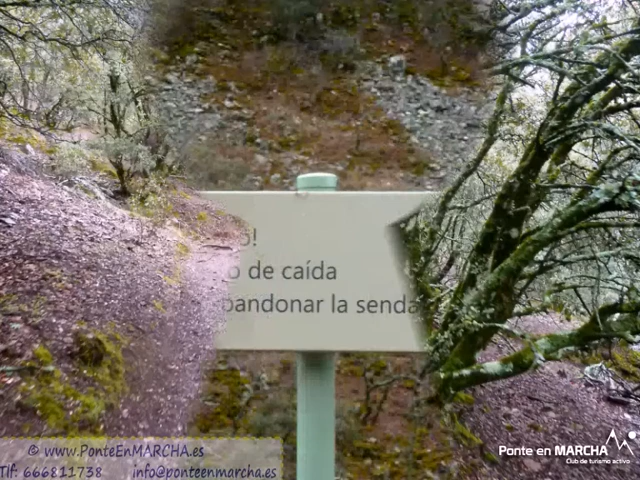 o!
o de caída
bandonar la senda
© www.PonteEnMARCHA.es
Tlf: 666811738 info@ponteenmarcha.es
Ponte en MARCHA
Club de turismo activo